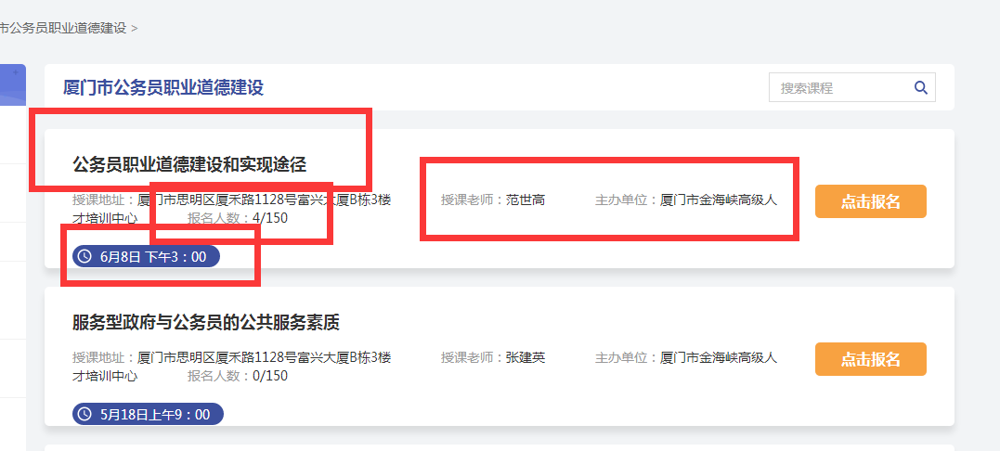 市公务员职业道德建设 >
厦门市公务员职业道德建设
搜索课程
公务员职业道德建设和实现途径
授课地址：厦门市思明区厦禾路1128号富兴大厦B栋3楼 授课老师：范世高 主办单位：厦门市金海峡高级人
才培训中心 报名人数：4/150
点击报名
6月8日 下午3：00
服务型政府与公务员的公共服务素质
授课地址：厦门市思明区厦禾路1128号富兴大厦B栋3楼 授课老师：张建英 主办单位：厦门市金海峡高级人
才培训中心 报名人数：0/150
点击报名
5月18日上午9：00